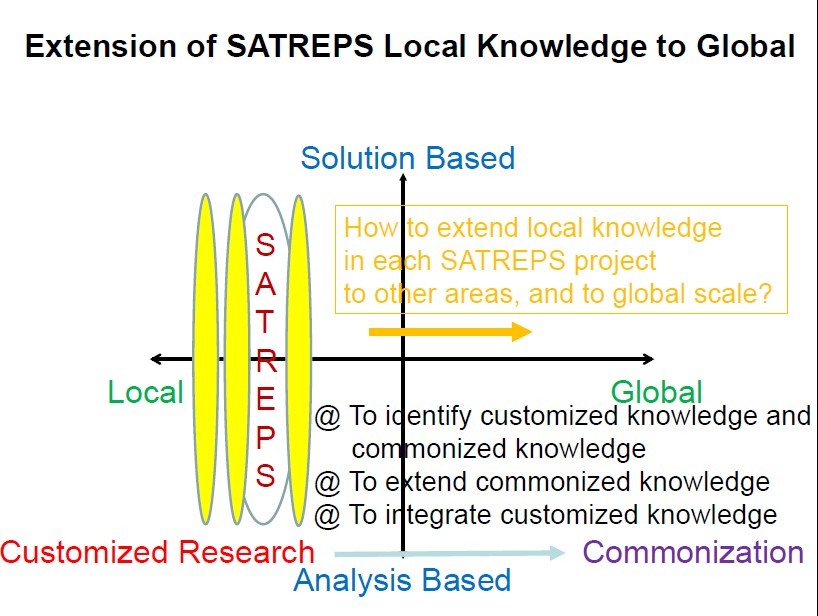 Extension of SATREPS Local Knowledge to Global
Solution Based
How to extend local knowledge
in each SATREPS project
to other areas, and to global scale?
S
A
T
R
E
P
S
Local
Global
@ To identify customized knowledge and
commonized knowledge
@ To extend commonized knowledge
@ To integrate customized knowledge
Customized Research
Commonization
Analysis Based